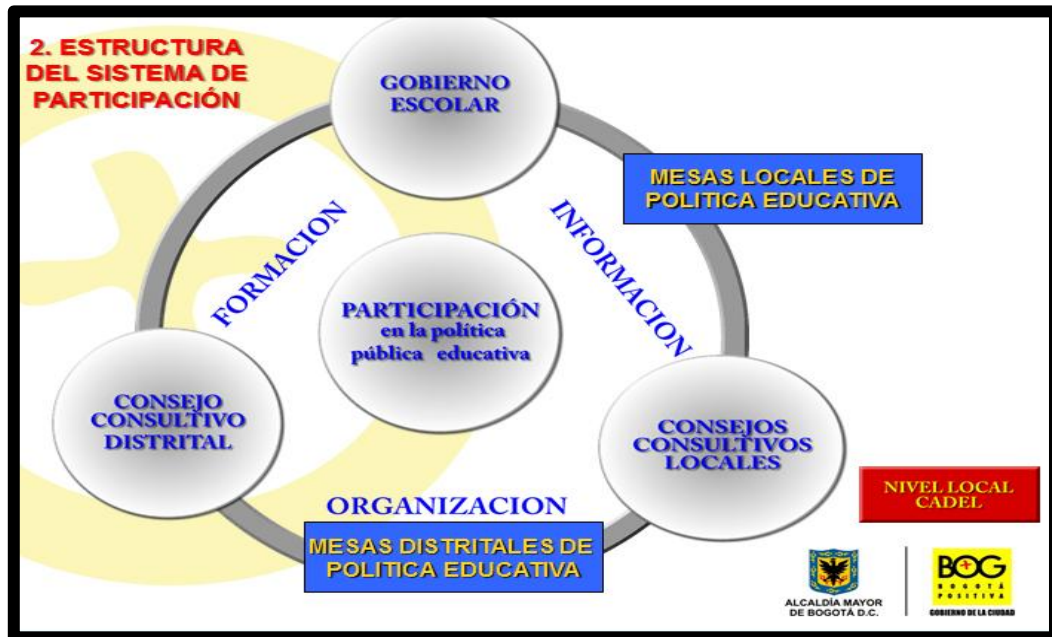 2. ESTRUCTURA
DEL SISTEMA DE
PARTICIPACIÓN
GOBIERNO
ESCOLAR
MESAS LOCALES DE
POLITICA EDUCATIVA
FORMACION
INFORMACION
PARTICIPACIÓN
en la política
pública educativa
CONSEJO
CONSULTIVO
DISTRITAL
CONSEJOS
CONSULTIVOS
LOCALES
ORGANIZACION
MESAS DISTRITALES DE
POLITICA EDUCATIVA
NIVEL LOCAL
CADEL
ALCALDÍA MAYOR
DE BOGOTÁ D.C.
BOG
BOGOTÁ
POSITIVA
GOBIERNO DE LA CIUDAD